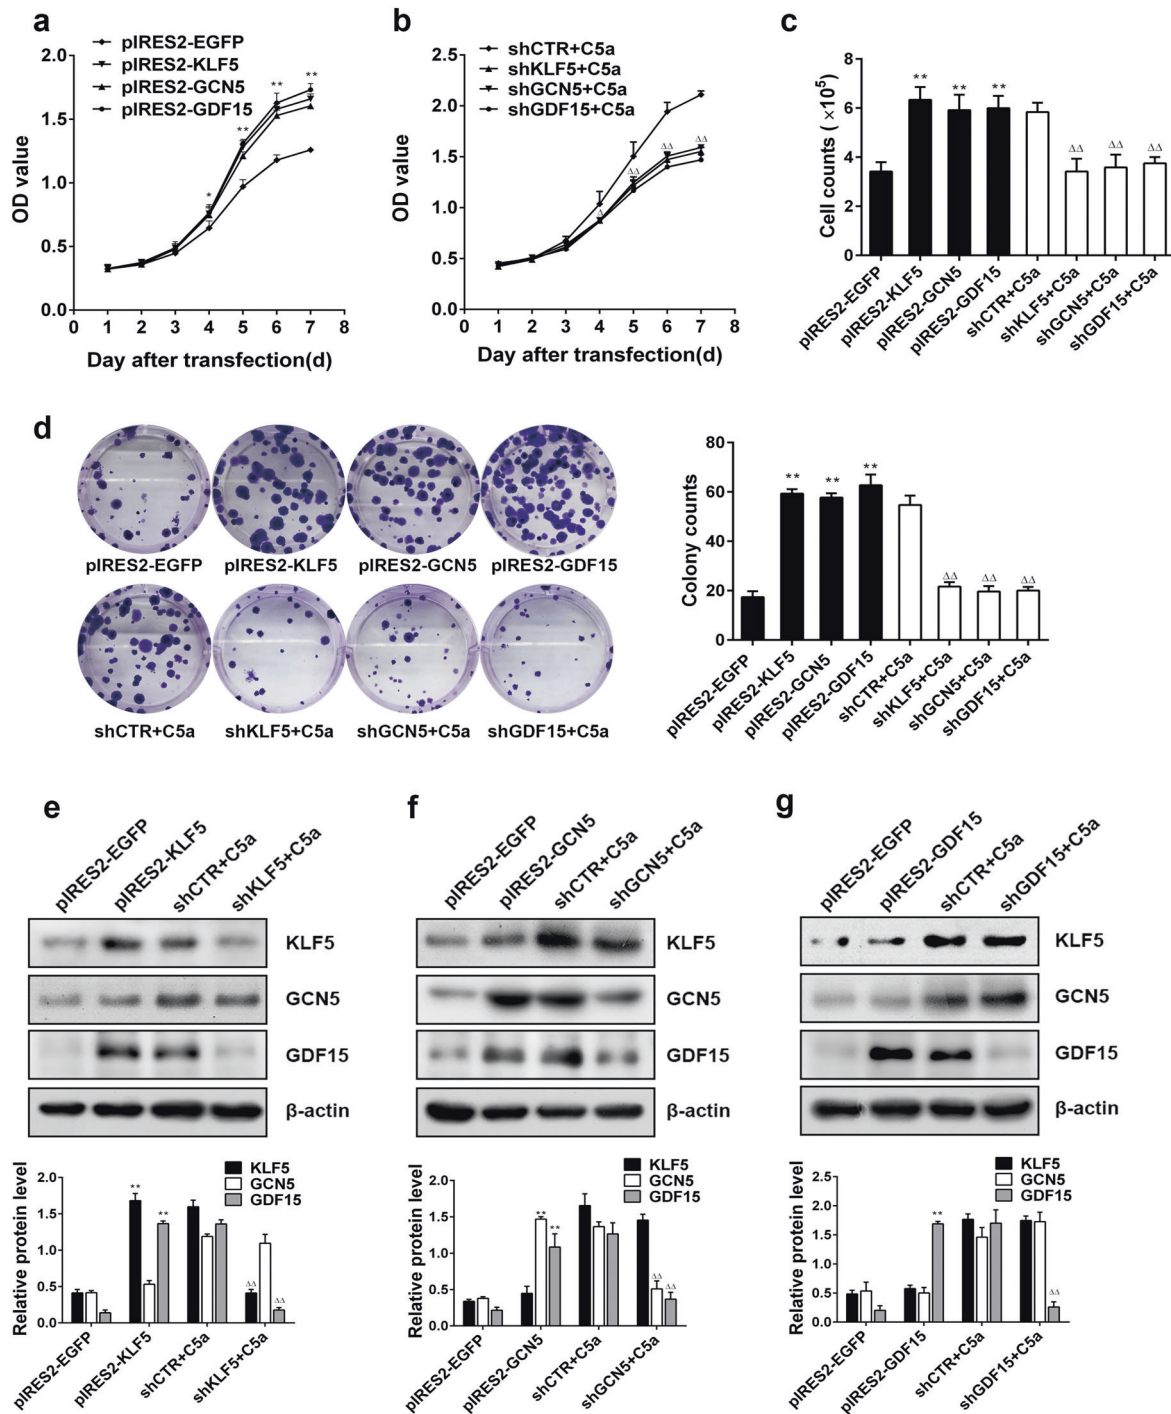 a
pIRES2-EGFP
pIRES2-KLF5
pIRES2-GCN5
pIRES2-GDF15
2.0
1.5
1.0
0.5
0.0
OD value
* ** ** **
0 1 2 3 4 5 6 7 8
Day after transfection(d)
b
shCTR+C5a
shKLF5+C5a
shGCN5+C5a
shGDF15+C5a
2.5
2.0
1.5
1.0
0.5
0.0
OD value
Δ ΔΔ ΔΔ ΔΔ
0 1 2 3 4 5 6 7 8
Day after transfection(d)
c
8
6
4
2
0
Cell counts ( ×10⁵)
** ** ** ΔΔ ΔΔ ΔΔ
pIRES2-EGFP
pIRES2-KLF5
pIRES2-GCN5
pIRES2-GDF15
shCTR+C5a
shKLF5+C5a
shGCN5+C5a
shGDF15+C5a
d
pIRES2-EGFP pIRES2-KLF5 pIRES2-GCN5 pIRES2-GDF15
shCTR+C5a shKLF5+C5a shGCN5+C5a shGDF15+C5a
80
60
40
20
0
Colony counts
** ** ** ΔΔ ΔΔ ΔΔ
pIRES2-EGFP
pIRES2-KLF5
pIRES2-GCN5
pIRES2-GDF15
shCTR+C5a
shKLF5+C5a
shGCN5+C5a
shGDF15+C5a
e
pIRES2-EGFP
pIRES2-KLF5
shCTR+C5a
shKLF5+C5a
KLF5
GCN5
GDF15
β-actin
KLF5
GCN5
GDF15
2.0
1.5
1.0
0.5
0.0
Relative protein level
** ** ΔΔ ΔΔ
pIRES2-EGFP
pIRES2-KLF5
shCTR+C5a
shKLF5+C5a
f
pIRES2-EGFP
pIRES2-GCN5
shCTR+C5a
shGCN5+C5a
KLF5
GCN5
GDF15
β-actin
KLF5
GCN5
GDF15
2.0
1.5
1.0
0.5
0.0
Relative protein level
** ** ΔΔ ΔΔ
pIRES2-EGFP
pIRES2-GCN5
shCTR+C5a
shGCN5+C5a
g
pIRES2-EGFP
pIRES2-GDF15
shCTR+C5a
shGDF15+C5a
KLF5
GCN5
GDF15
β-actin
KLF5
GCN5
GDF15
2.5
2.0
1.5
1.0
0.5
0.0
Relative protein level
** ΔΔ
pIRES2-EGFP
pIRES2-GDF15
shCTR+C5a
shGDF15+C5a